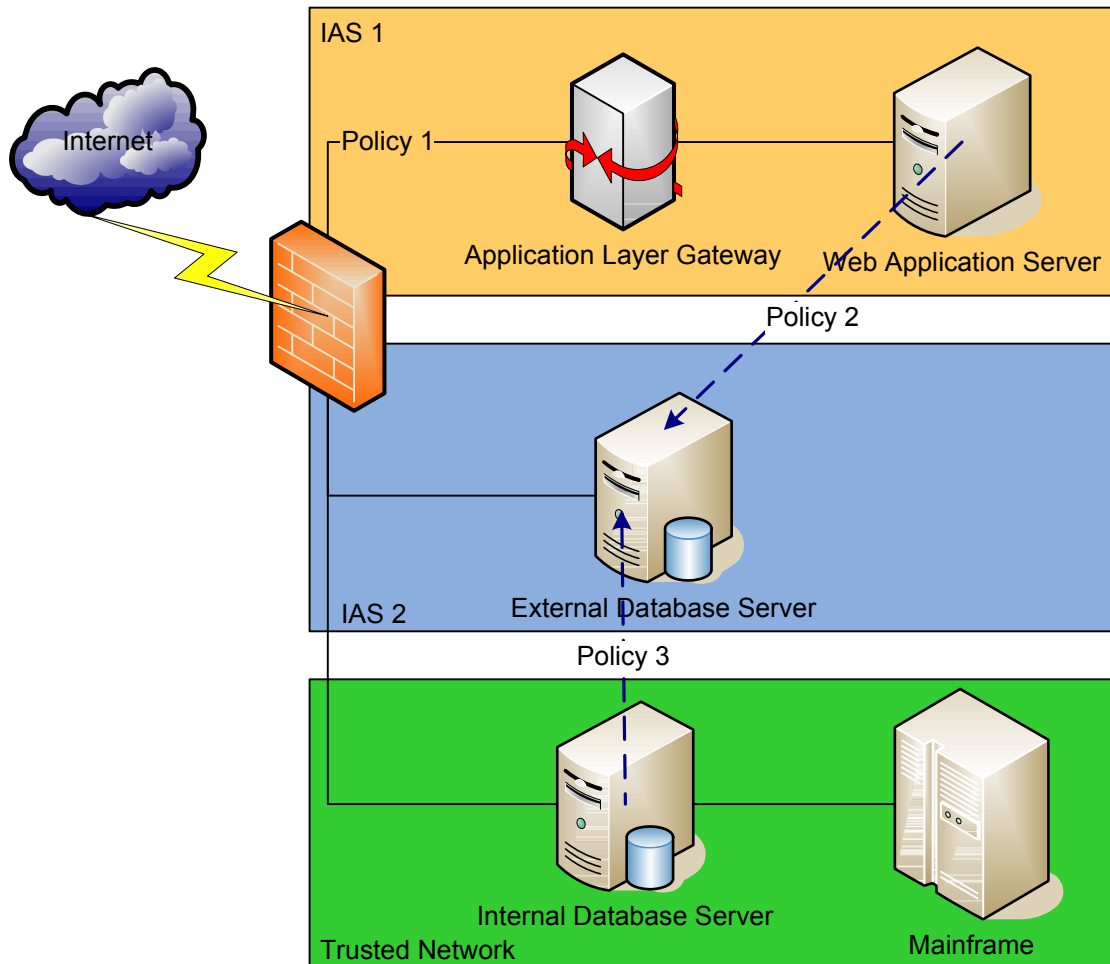 IAS 1
Internet
Policy 1
Application Layer Gateway
Web Application Server
Policy 2
External Database Server
IAS 2
Policy 3
Internal Database Server
Mainframe
Trusted Network